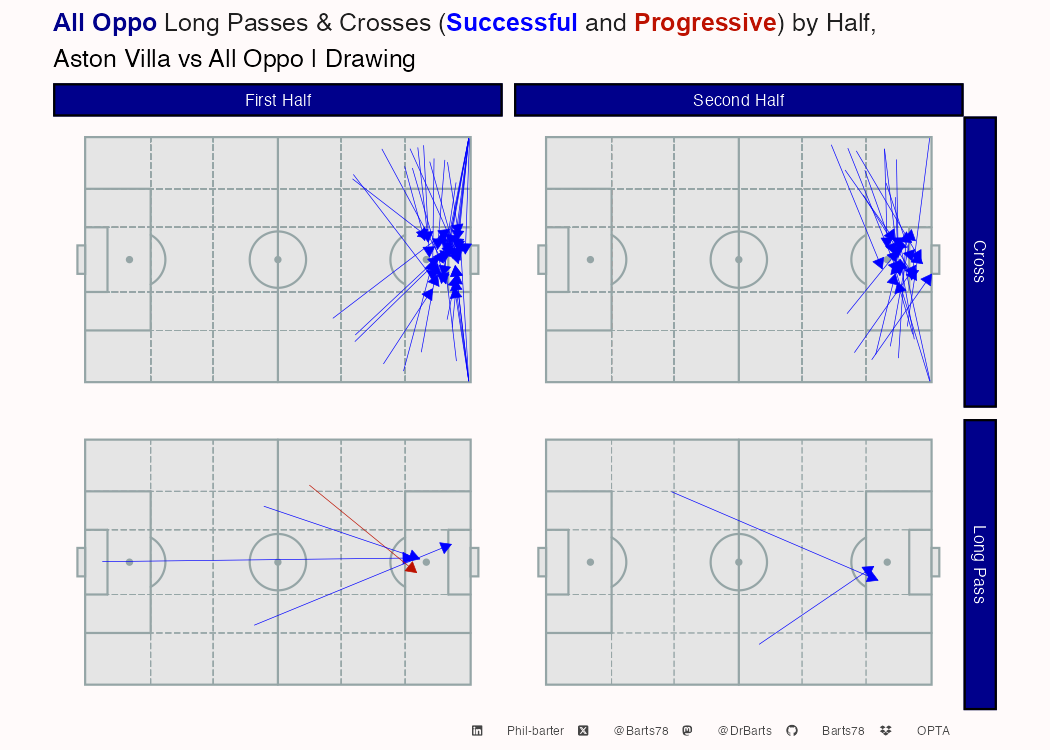 All Oppo Long Passes & Crosses (Successful and Progressive) by Half,
Aston Villa vs All Oppo | Drawing
First Half
Second Half
Cross
Long Pass
Phil-barter @Barts78 @DrBarts Barts78 OPTA